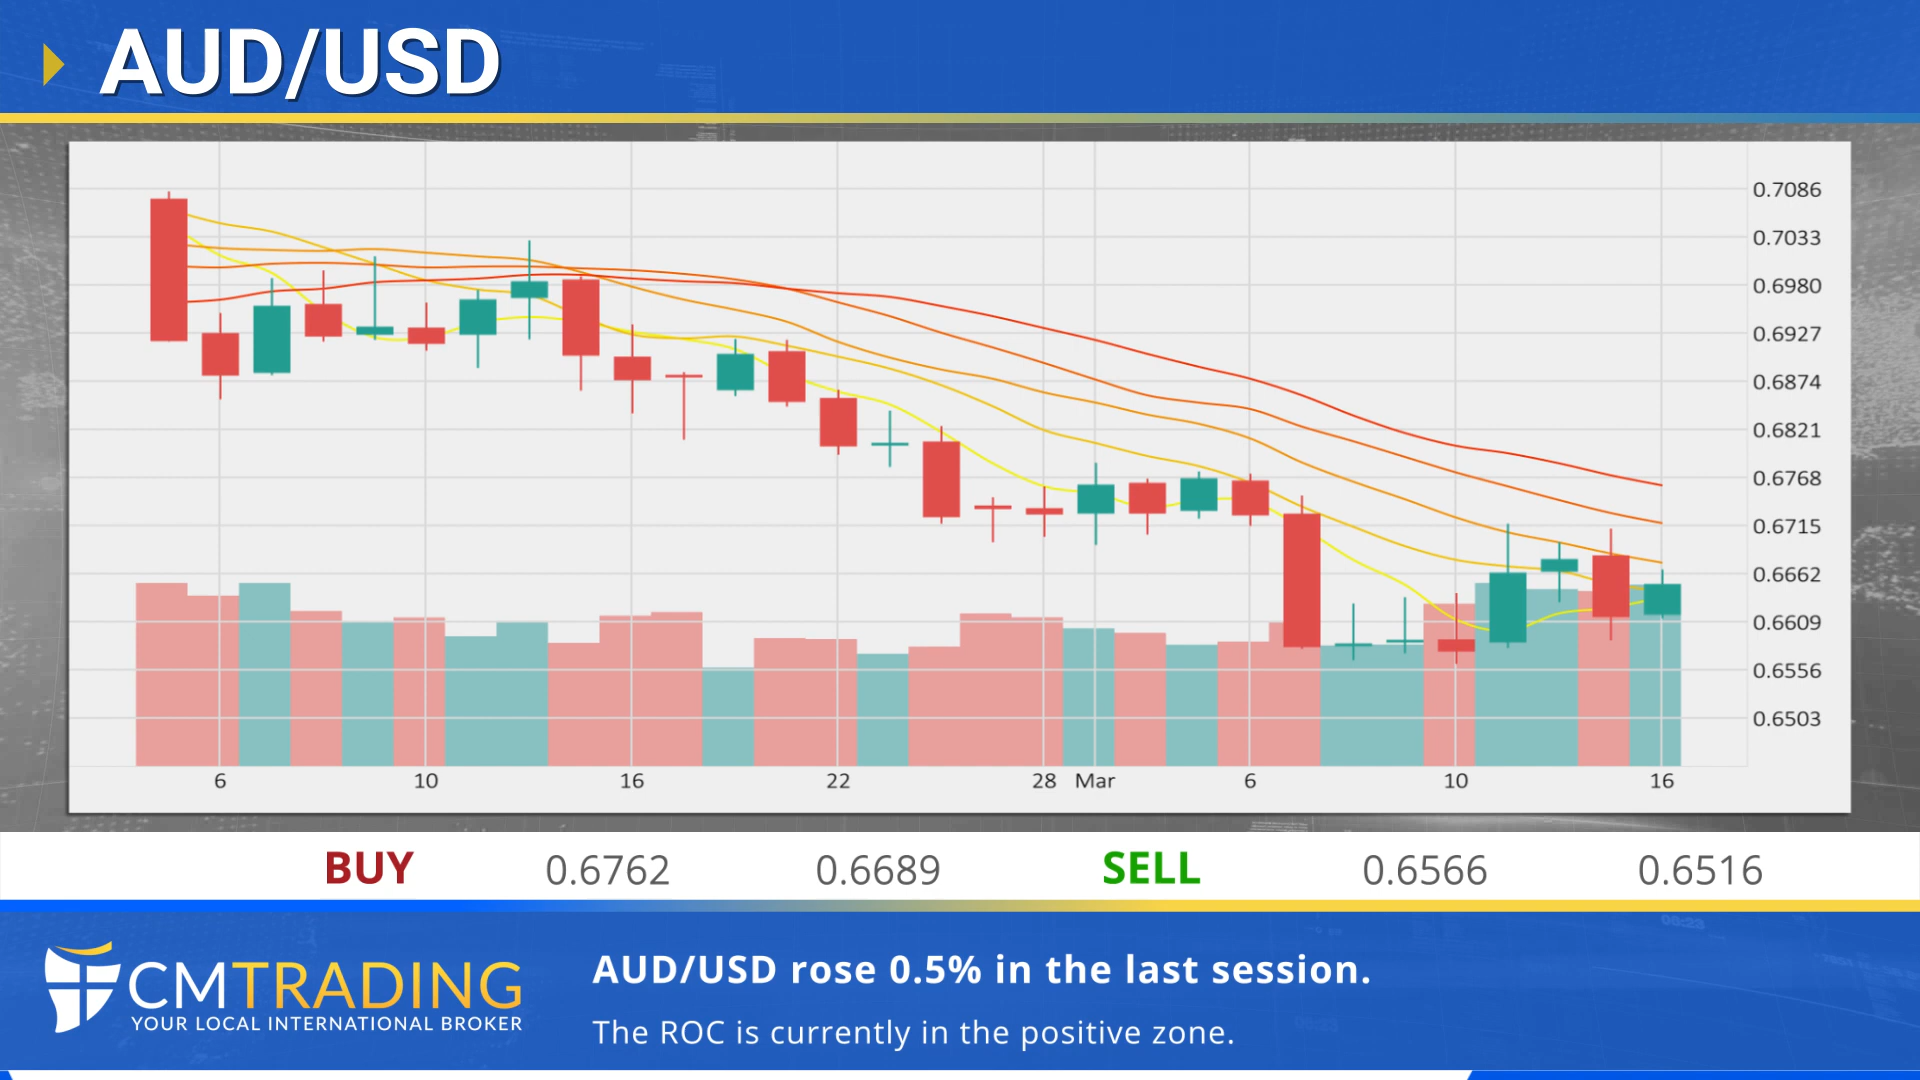 AUD/USD
0.7086
0.7033
0.6980
0.6927
0.6874
0.6821
0.6768
0.6715
0.6662
0.6609
0.6556
0.6503
6 10 16 22 28 Mar 6 10 16
BUY 0.6762 0.6689 SELL 0.6566 0.6516
CMTRADING
YOUR LOCAL INTERNATIONAL BROKER
AUD/USD rose 0.5% in the last session.
The ROC is currently in the positive zone.